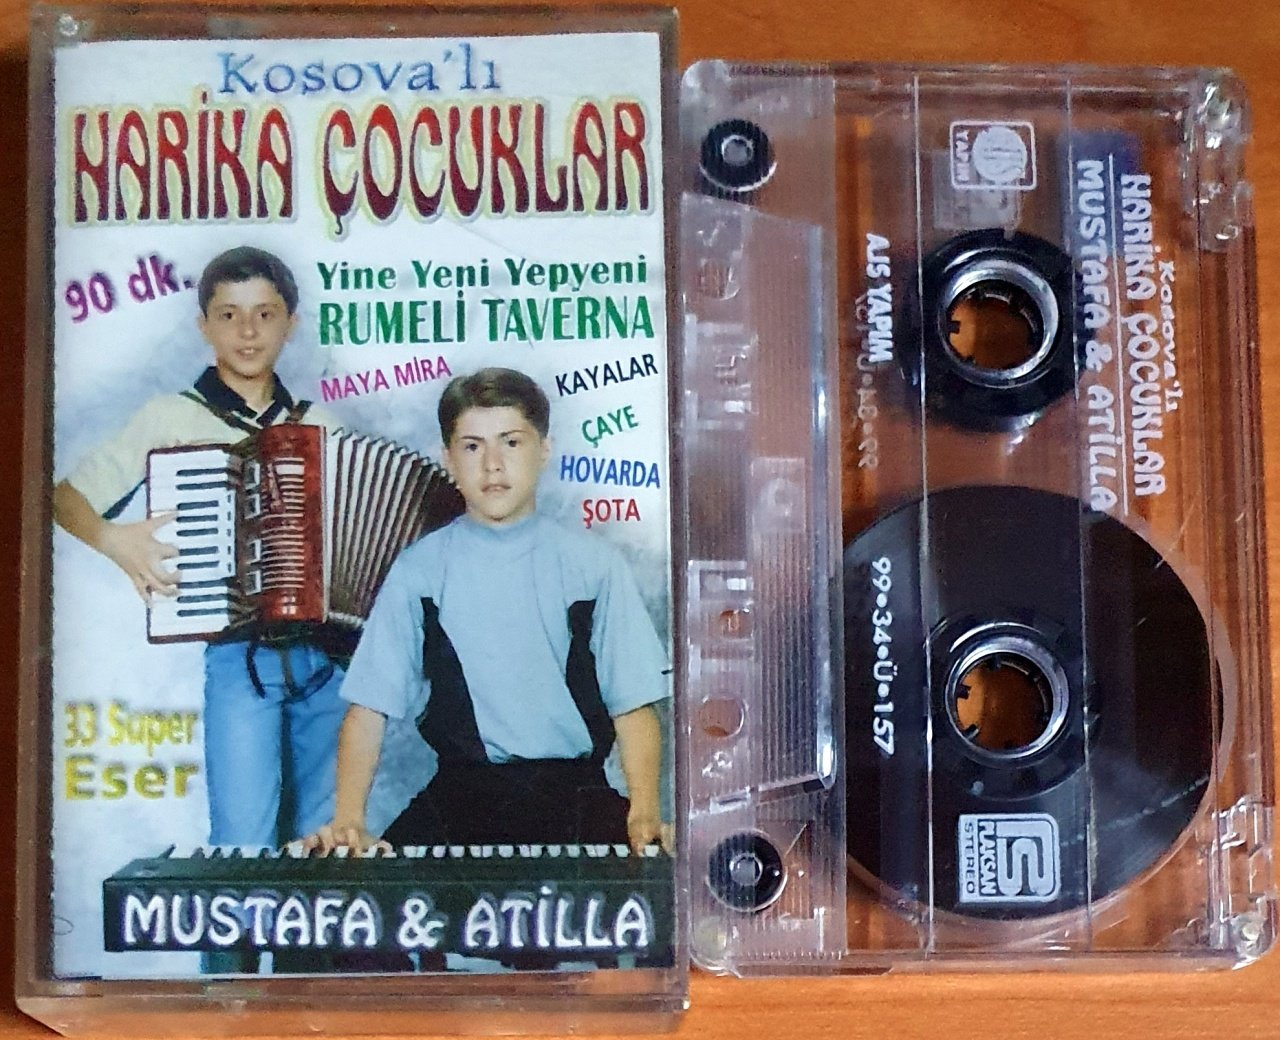 Kosova'lı
HARİKA ÇOCUKLAR
90 dk.
Yine Yeni Yepyeni
RUMELİ TAVERNA
MAYA MİRA
KAYALAR
ÇAYE
HOVARDA
ŞOTA
33 Süper
Eser
MUSTAFA & ATİLLA
Kosova'lı
HARİKA ÇOCUKLAR
MUSTAFA & ATİLLA
YAPIM
AJS YAPIM
99•34•Ü•157
PLAKSAN
STEREO